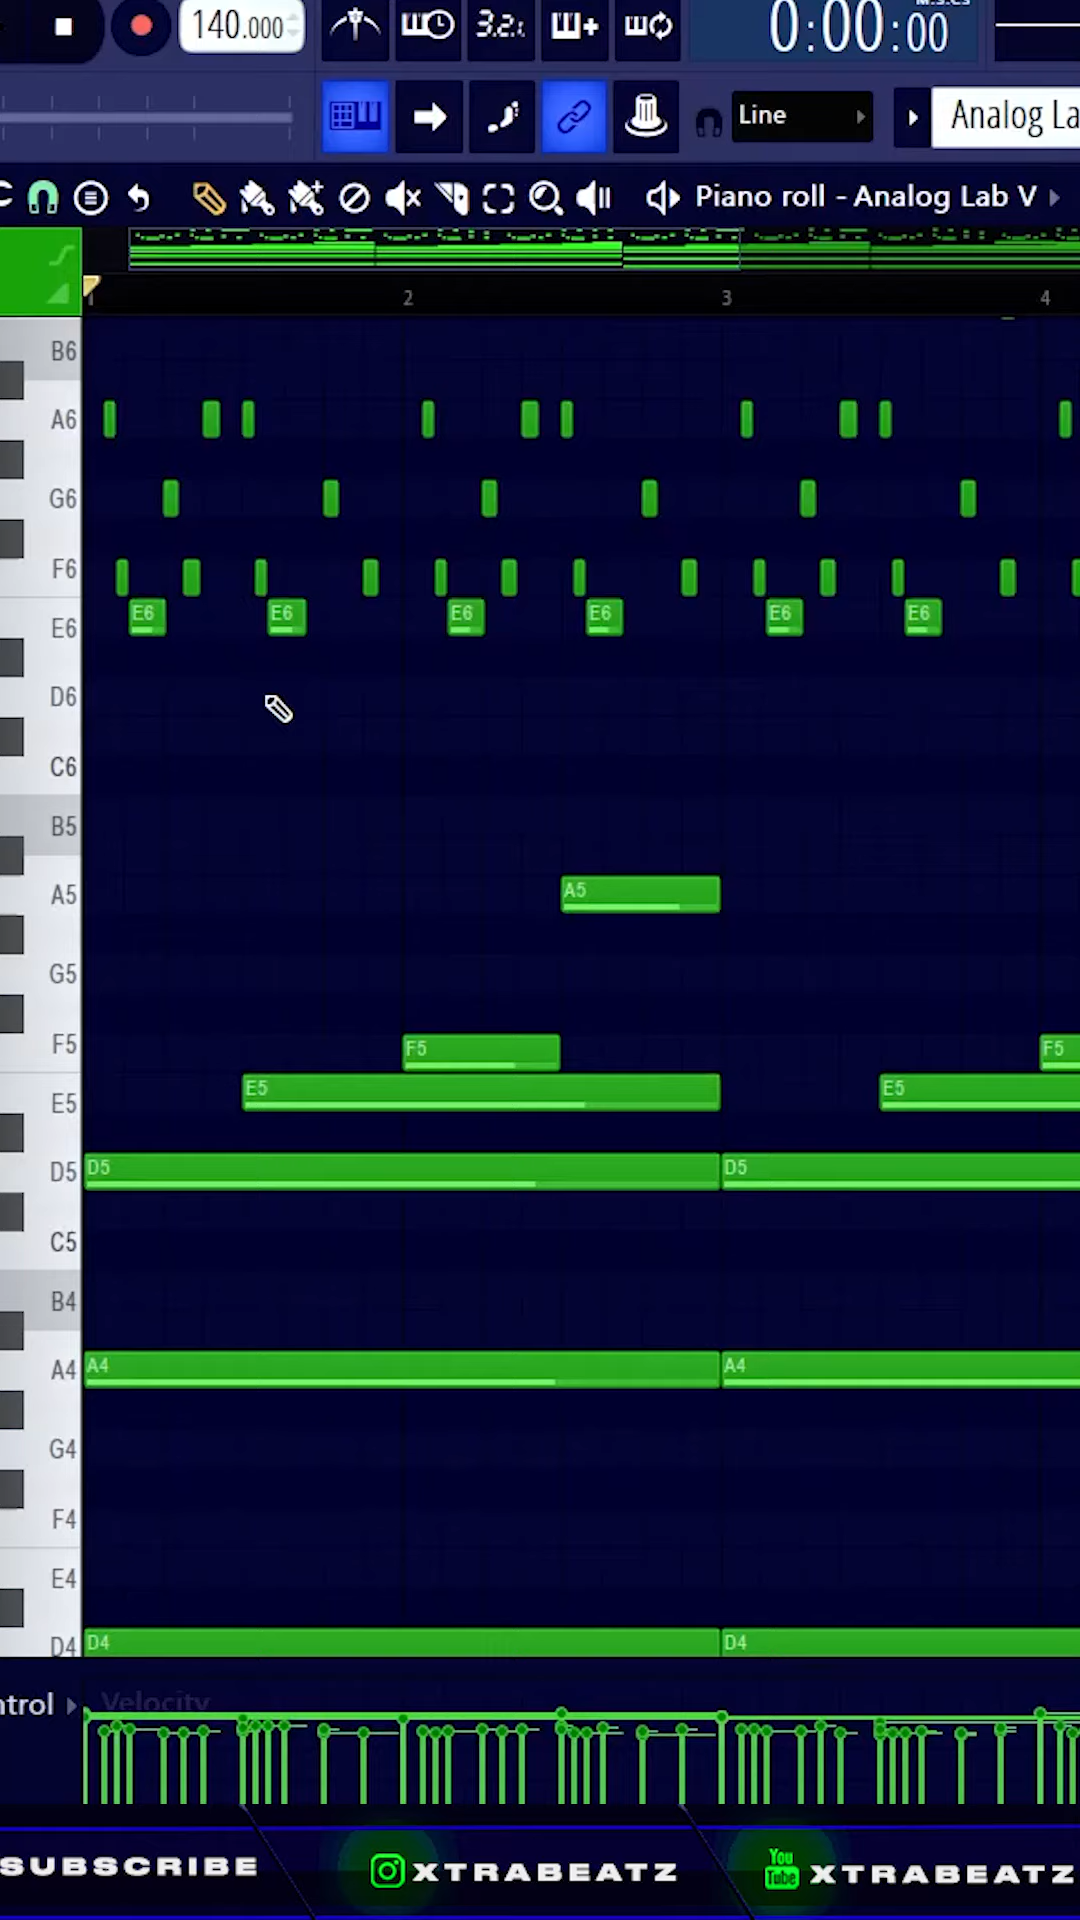 140.000
3.2.
M:S:CS
0:00:00
Line
Analog La
Piano roll - Analog Lab V
1
2
3
4
B6
A6
G6
F6
E6
E6
E6
E6
E6
E6
E6
D6
C6
B5
A5
A5
G5
F5
F5
F5
E5
E5
E5
D5
D5
D5
C5
B4
A4
A4
A4
G4
F4
E4
D4
D4
D4
ntrol
Velocity
SUBSCRIBE
XTRABEATZ
You
Tube
XTRABEATZ